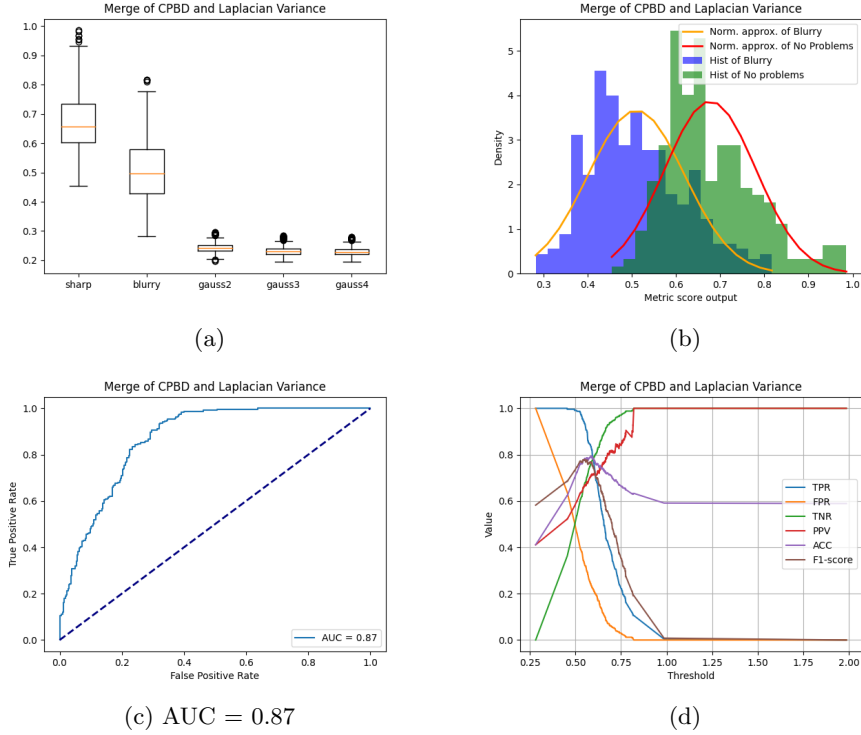 Merge of CPBD and Laplacian Variance
1.0
0.9
0.8
0.7
0.6
0.5
0.4
0.3
0.2
sharp blurry gauss2 gauss3 gauss4
(a)
Merge of CPBD and Laplacian Variance
Norm. approx. of Blurry
Norm. approx. of No Problems
Hist of Blurry
Hist of No problems
Density
5
4
3
2
1
0
0.3 0.4 0.5 0.6 0.7 0.8 0.9 1.0
Metric score output
(b)
Merge of CPBD and Laplacian Variance
True Positive Rate
1.0
0.8
0.6
0.4
0.2
0.0
AUC = 0.87
0.0 0.2 0.4 0.6 0.8 1.0
False Positive Rate
(c) AUC = 0.87
Merge of CPBD and Laplacian Variance
Value
1.0
0.8
0.6
0.4
0.2
0.0
TPR
FPR
TNR
PPV
ACC
F1-score
0.25 0.50 0.75 1.00 1.25 1.50 1.75 2.00
Threshold
(d)